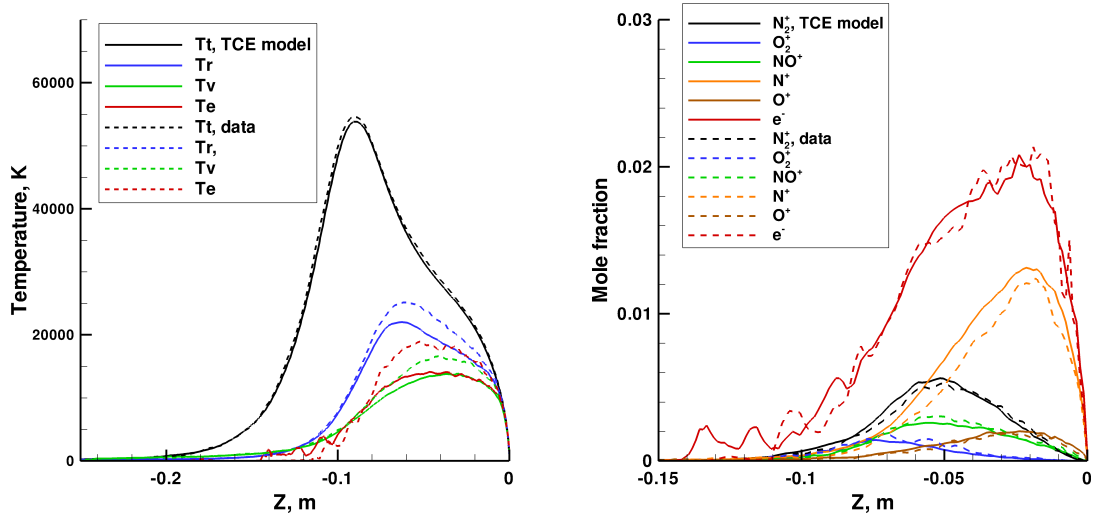 Temperature, K
60000
40000
20000
0
-0.2
-0.1
0
Z, m
Tt, TCE model
Tr
Tv
Te
Tt, data
Tr,
Tv
Te
Mole fraction
0.03
0.02
0.01
0
-0.15
-0.1
-0.05
0
Z, m
N₂⁺, TCE model
O₂⁺
NO⁺
N⁺
O⁺
e⁻
N₂⁺, data
O₂⁺
NO⁺
N⁺
O⁺
e⁻